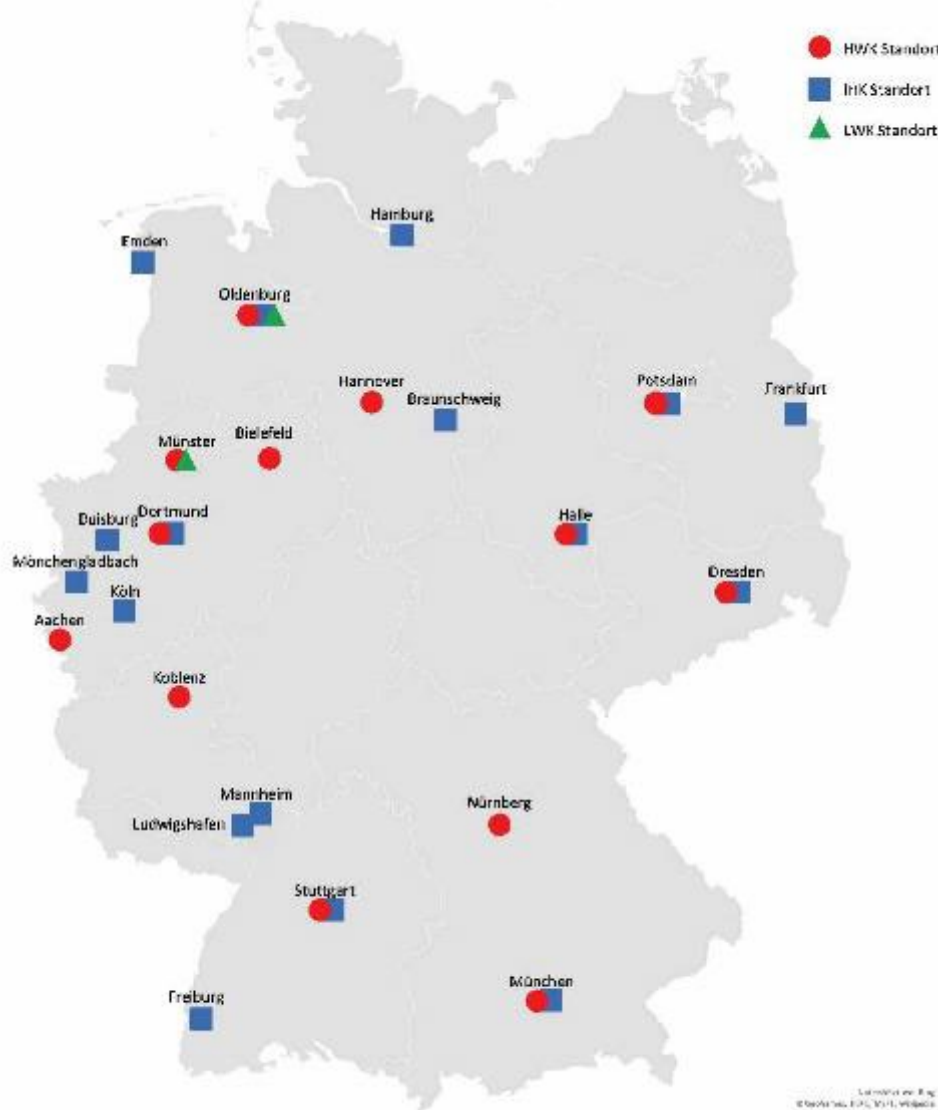 HWK Standort
IHK Standort
LWK Standort
Hamburg
Emden
Oldenburg
Hannover
Potsdam
Frankfurt
Braunschweig
Bielefeld
Münster
Dortmund
Duisburg
Halle
Mönchengladbach
Dresden
Köln
Aachen
Koblenz
Mannheim
Nürnberg
Ludwigshafen
Stuttgart
München
Freiburg